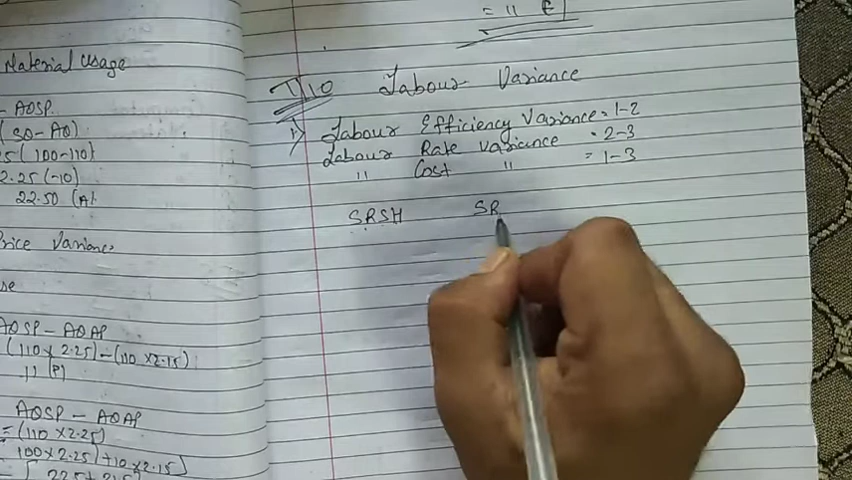 Material Usage
- AQSP
(SQ-AQ)
25(100-110)
2.25(-10)
22.50 (A)
Price Variance
AQSP - AQAP
(110 x 2.25) - (110 x 2.15)
11 (F)
AQSP - AQAP
= (110 x 2.25)
100 x 2.25) + 10 x 2.15)
= 11 (F)
Labour Variance
1) Labour Efficiency Variance = 1-2
Labour Rate Variance = 2-3
" Cost " = 1-3
SRSH SR